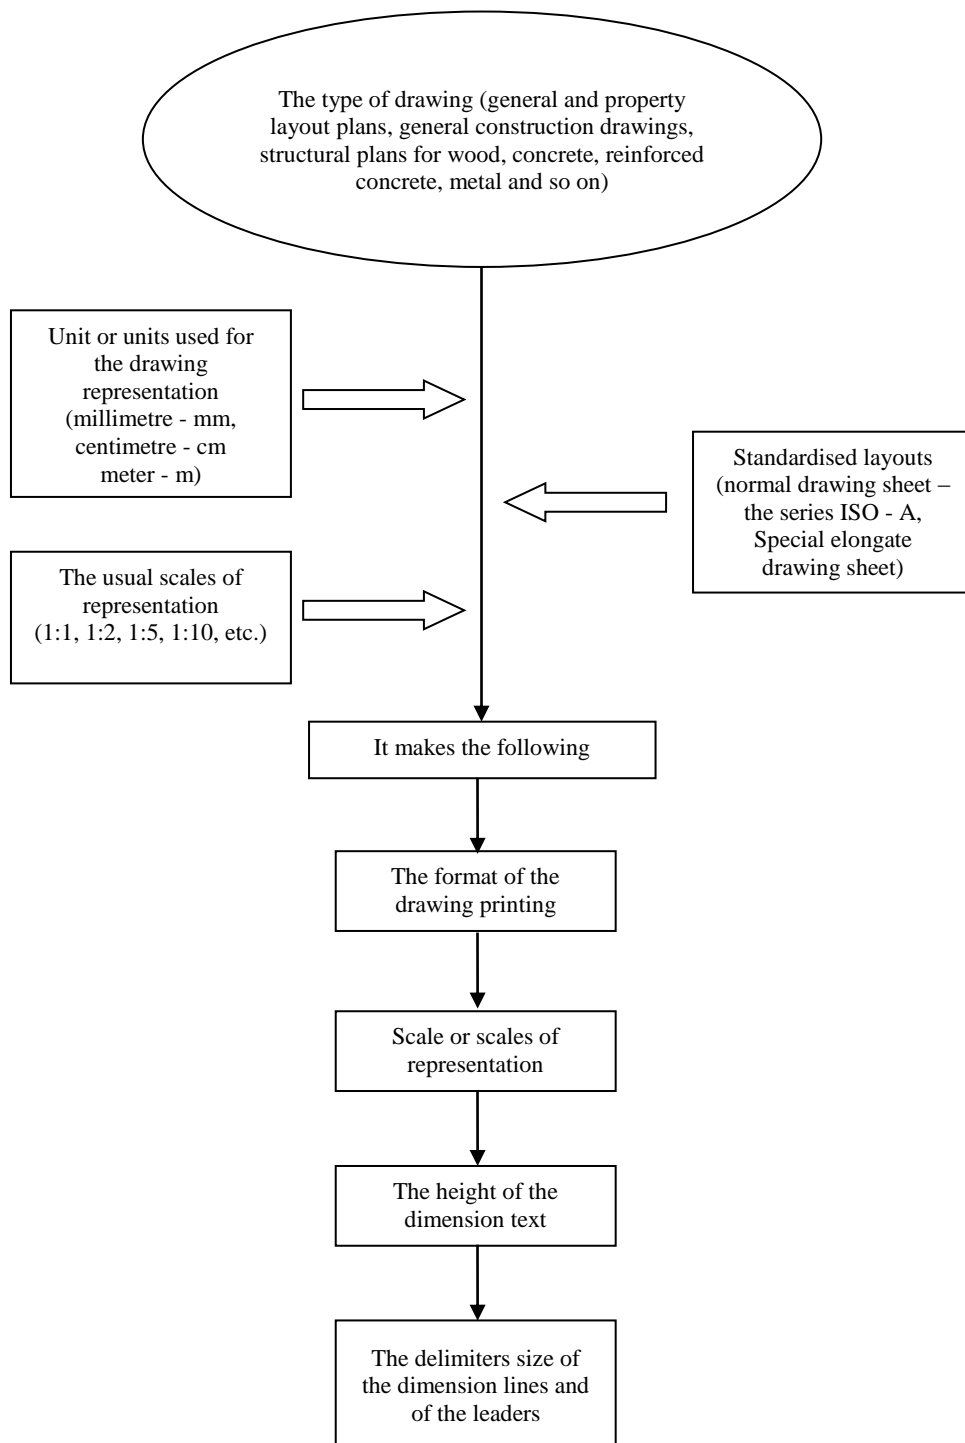 The type of drawing (general and property
layout plans, general construction drawings,
structural plans for wood, concrete, reinforced
concrete, metal and so on)
Unit or units used for
the drawing
representation
(millimetre - mm,
centimetre - cm
meter - m)
Standardised layouts
(normal drawing sheet –
the series ISO - A,
Special elongate
drawing sheet)
The usual scales of
representation
(1:1, 1:2, 1:5, 1:10, etc.)
It makes the following
The format of the
drawing printing
Scale or scales of
representation
The height of the
dimension text
The delimiters size of
the dimension lines and
of the leaders